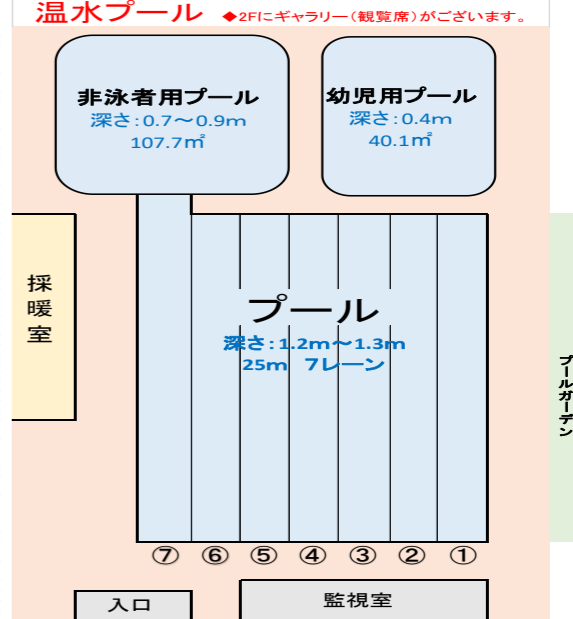 温水プール ◆2Fにギャラリー(観覧席)がございます。
非泳者用プール
深さ:0.7〜0.9m
107.7㎡
幼児用プール
深さ:0.4m
40.1㎡
採暖室
プール
深さ:1.2m〜1.3m
25m 7レーン
プールガーデン
⑦ ⑥ ⑤ ④ ③ ② ①
入口
監視室